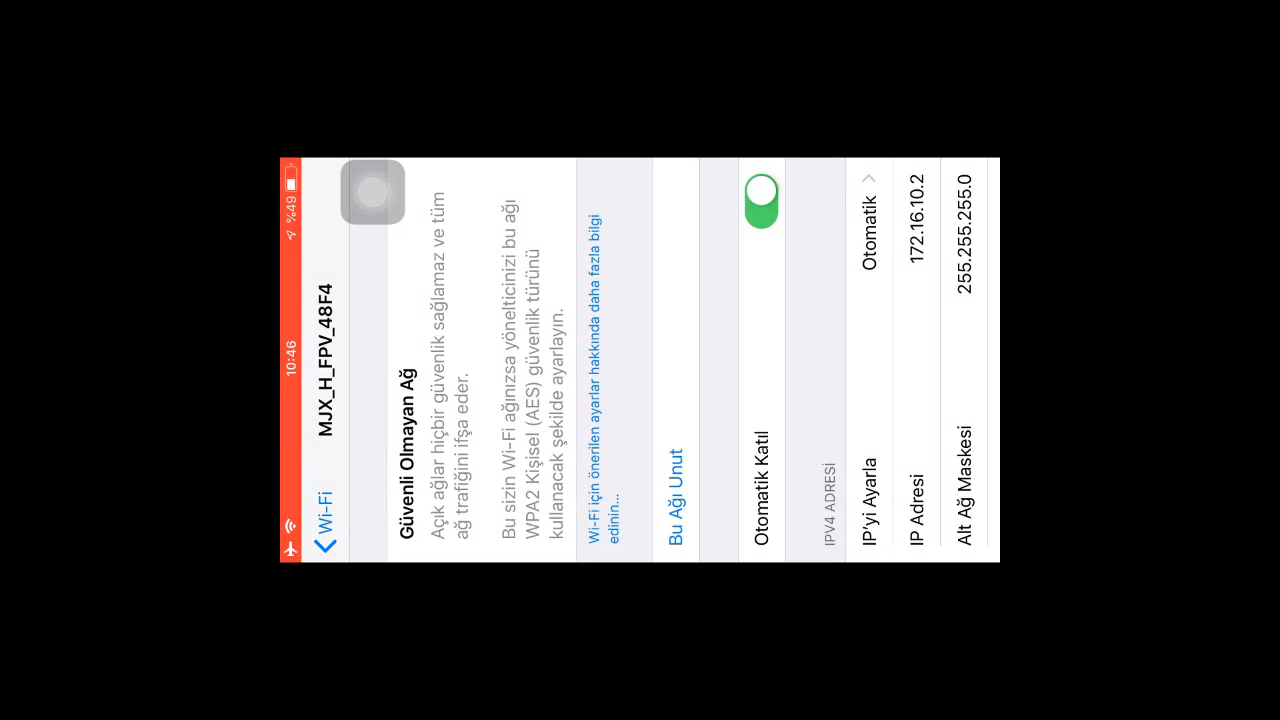 10:46
%49
Wi-Fi
MJX_H_FPV_48F4
Güvenli Olmayan Ağ
Açık ağlar hiçbir güvenlik sağlamaz ve tüm
ağ trafiğini ifşa eder.
Bu sizin Wi-Fi ağınızsa yönelticinizi bu ağı
WPA2 Kişisel (AES) güvenlik türünü
kullanacak şekilde ayarlayın.
Wi-Fi için önerilen ayarlar hakkında daha fazla bilgi
edinin...
Bu Ağı Unut
Otomatik Katıl
IPV4 ADRESİ
IP'yi Ayarla Otomatik
IP Adresi 172.16.10.2
Alt Ağ Maskesi 255.255.255.0